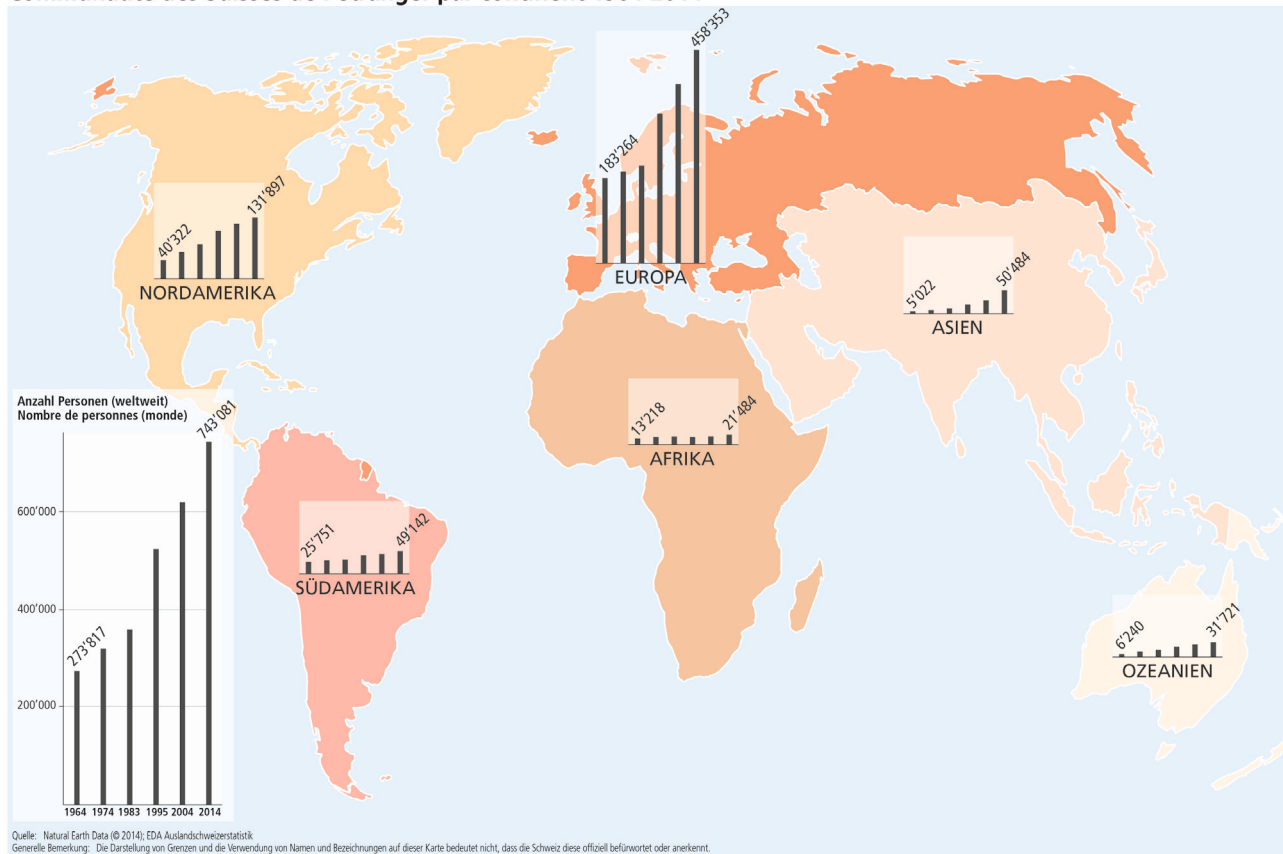 458'353
183'264
EUROPA
40'322
131'897
NORDAMERIKA
5'022
50'484
ASIEN
13'218
21'484
AFRIKA
25'751
49'142
SÜDAMERIKA
6'240
31'721
OZEANIEN
Anzahl Personen (weltweit)
Nombre de personnes (monde)
743'081
600'000
400'000
273'817
200'000
1964 1974 1983 1995 2004 2014
Quelle: Natural Earth Data (© 2014); EDA Auslandschweizerstatistik
Generelle Bemerkung: Die Darstellung von Grenzen und die Verwendung von Namen und Bezeichnungen auf dieser Karte bedeutet nicht, dass die Schweiz diese offiziell befürwortet oder anerkennt.